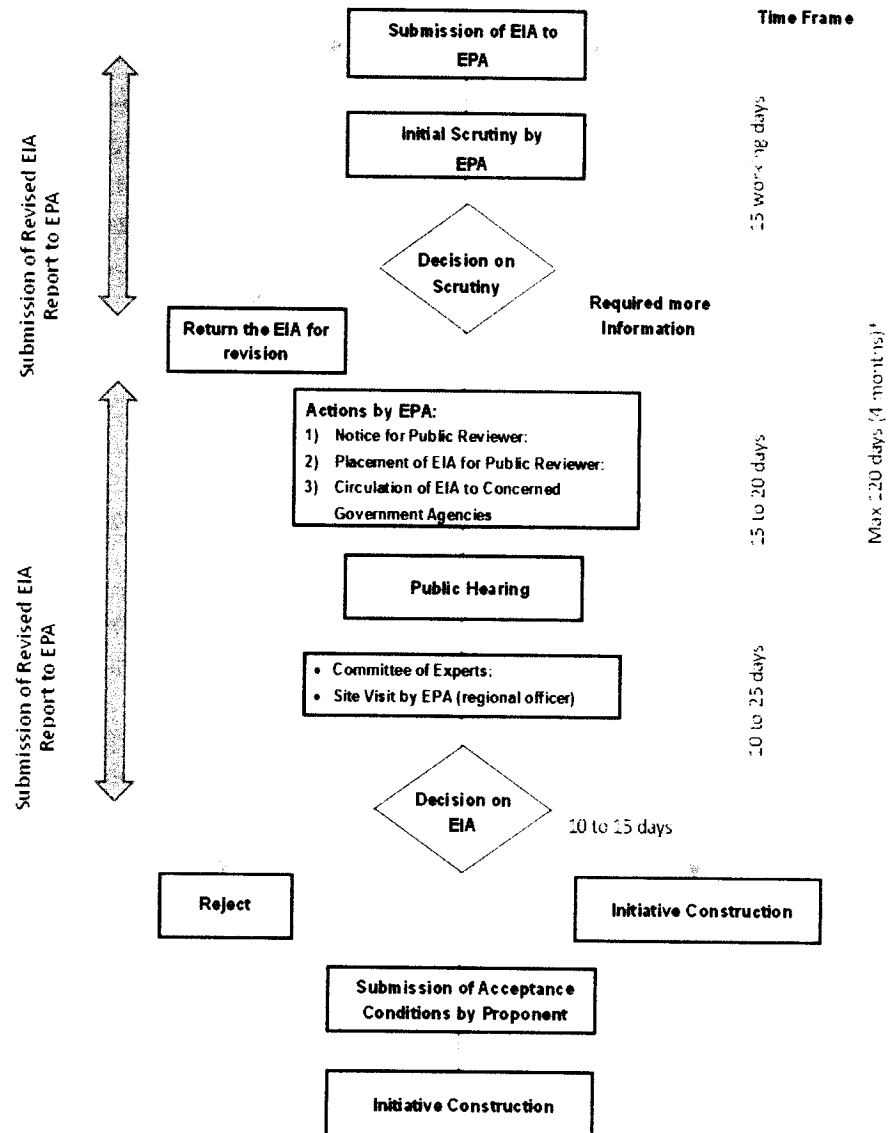 Time Frame
Submission of EIA to
EPA
Initial Scrutiny by
EPA
15 working days
Submission of Revised EIA
Report to EPA
Decision on
Scrutiny
Required more
Information
Return the EIA for
revision
Actions by EPA:
1) Notice for Public Reviewer:
2) Placement of EIA for Public Reviewer:
3) Circulation of EIA to Concerned
Government Agencies
15 to 20 days
Max 120 days (4 months)
Public Hearing
Submission of Revised EIA
Report to EPA
• Committee of Experts:
• Site Visit by EPA (regional officer)
10 to 25 days
Decision on
EIA
10 to 15 days
Reject
Initiative Construction
Submission of Acceptance
Conditions by Proponent
Initiative Construction